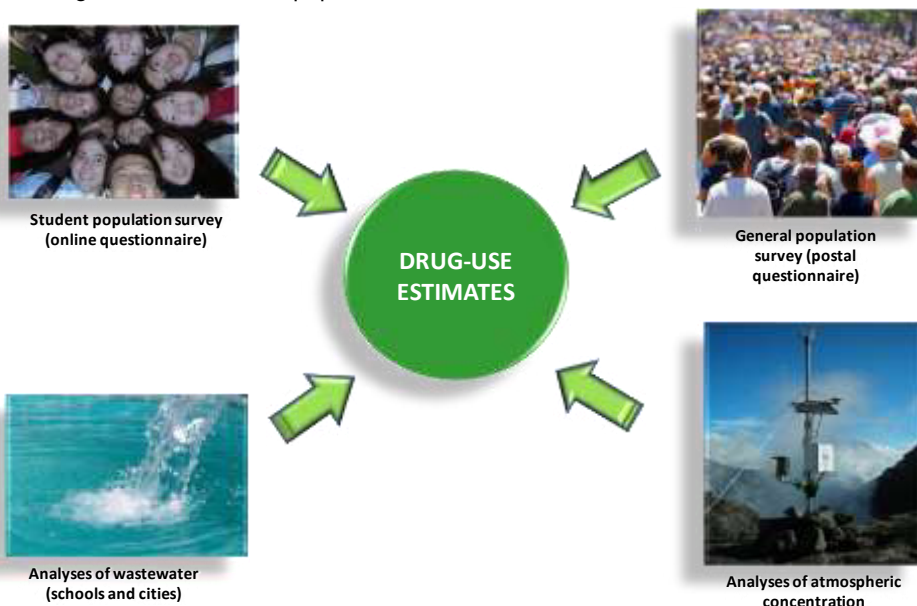 Student population survey
(online questionnaire)
General population
survey (postal
questionnaire)
DRUG-USE
ESTIMATES
Analyses of wastewater
(schools and cities)
Analyses of atmospheric
concentration